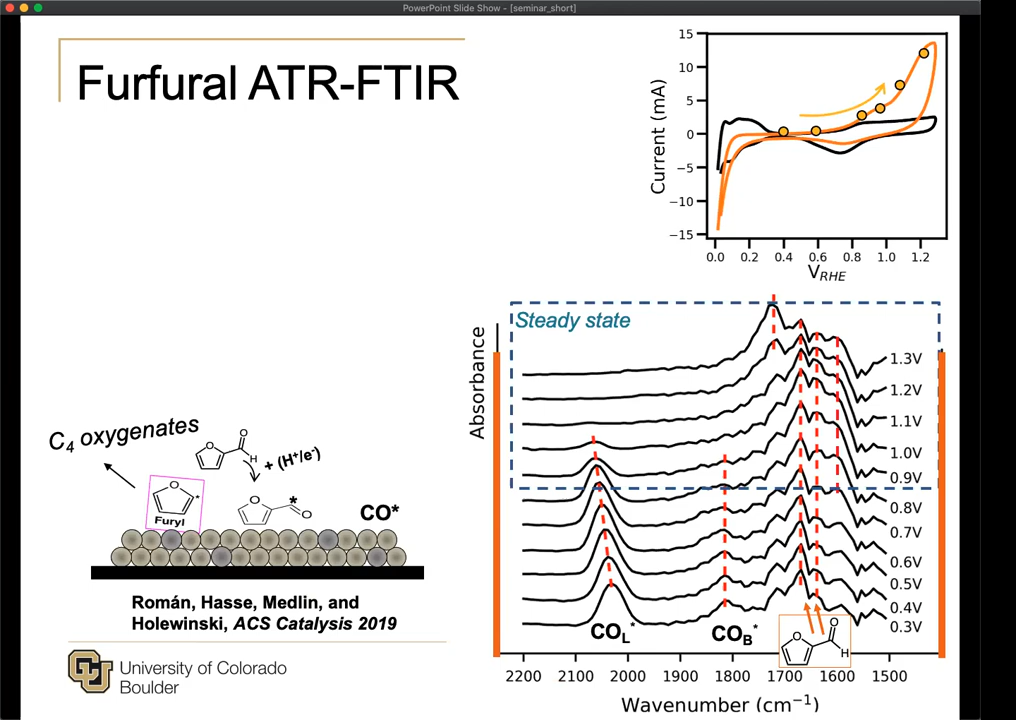 PowerPoint Slide Show - [seminar_short]
Furfural ATR-FTIR
Current (mA)
15
10
5
0
−5
−10
−15
0.0 0.2 0.4 0.6 0.8 1.0 1.2
V_RHE
Steady state
Absorbance
1.3V
1.2V
1.1V
1.0V
0.9V
0.8V
0.7V
0.6V
0.5V
0.4V
0.3V
CO_L*
CO_B*
O
O
H
2200 2100 2000 1900 1800 1700 1600 1500
Wavenumber (cm⁻¹)
C₄ oxygenates
O
O
H
+ (H⁺/e⁻)
O
*
Furyl
O
*
O
CO*
Román, Hasse, Medlin, and
Holewinski, ACS Catalysis 2019
CU
University of Colorado
Boulder